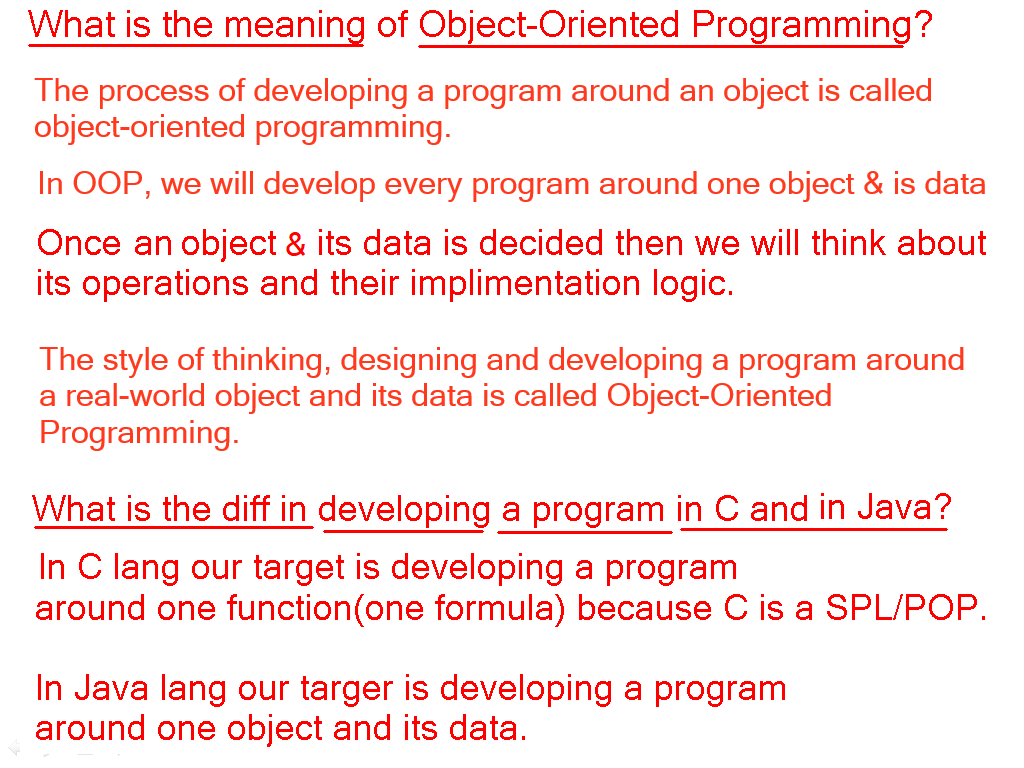 What is the meaning of Object-Oriented Programming?
The process of developing a program around an object is called
object-oriented programming.
In OOP, we will develop every program around one object & is data
Once an object & its data is decided then we will think about
its operations and their implimentation logic.
The style of thinking, designing and developing a program around
a real-world object and its data is called Object-Oriented
Programming.
What is the diff in developing a program in C and in Java?
In C lang our target is developing a program
around one function(one formula) because C is a SPL/POP.
In Java lang our targer is developing a program
around one object and its data.